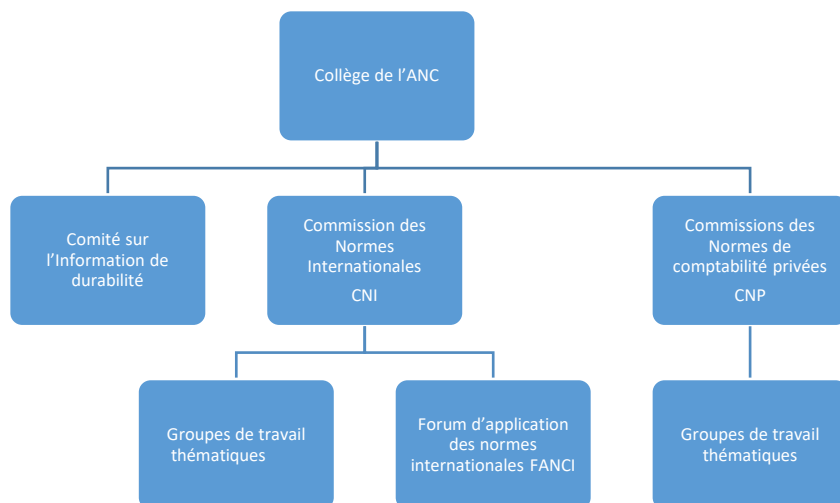 Collège de l’ANC
Comité sur
l’Information de
durabilité
Commission des
Normes
Internationales
CNI
Commissions des
Normes de
comptabilité privées
CNP
Groupes de travail
thématiques
Forum d’application
des normes
internationales FANCI
Groupes de travail
thématiques